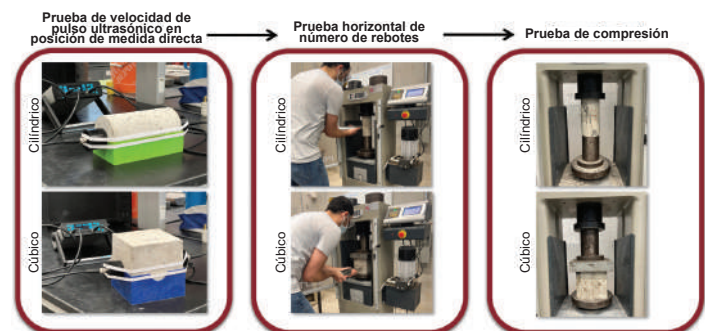 Prueba de velocidad de
pulso ultrasónico en
posición de medida directa
Prueba horizontal de
número de rebotes
Prueba de compresión
Cilíndrico
Cúbico
Cilíndrico
Cúbico
Cilíndrico
Cúbico